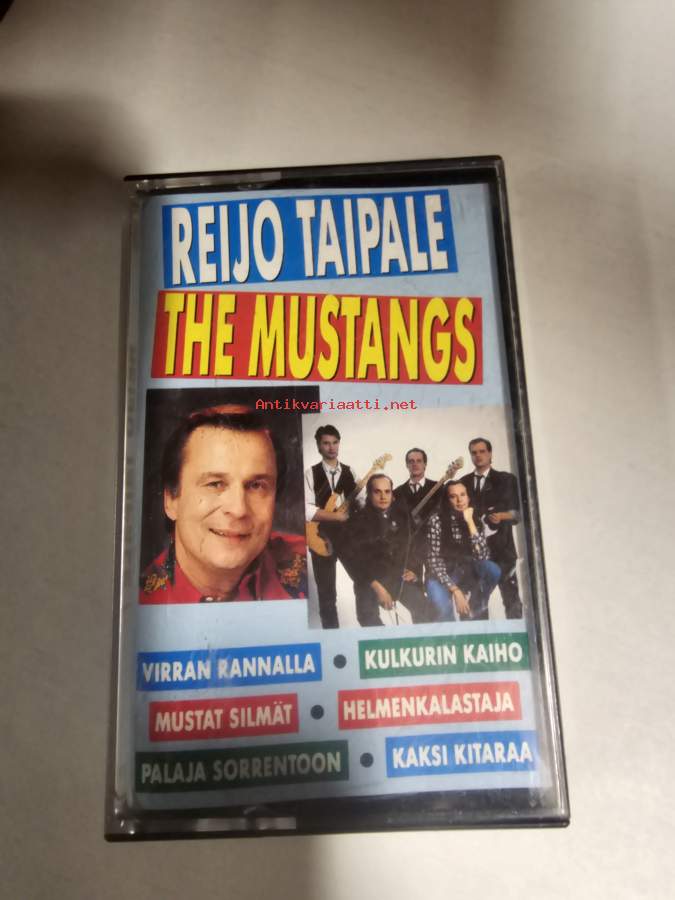 REIJO TAIPALE
THE MUSTANGS
Antikvariaatti.net
VIRRAN RANNALLA • KULKURIN KAIHO
MUSTAT SILMÄT • HELMENKALASTAJA
PALAJA SORRENTOON • KAKSI KITARAA